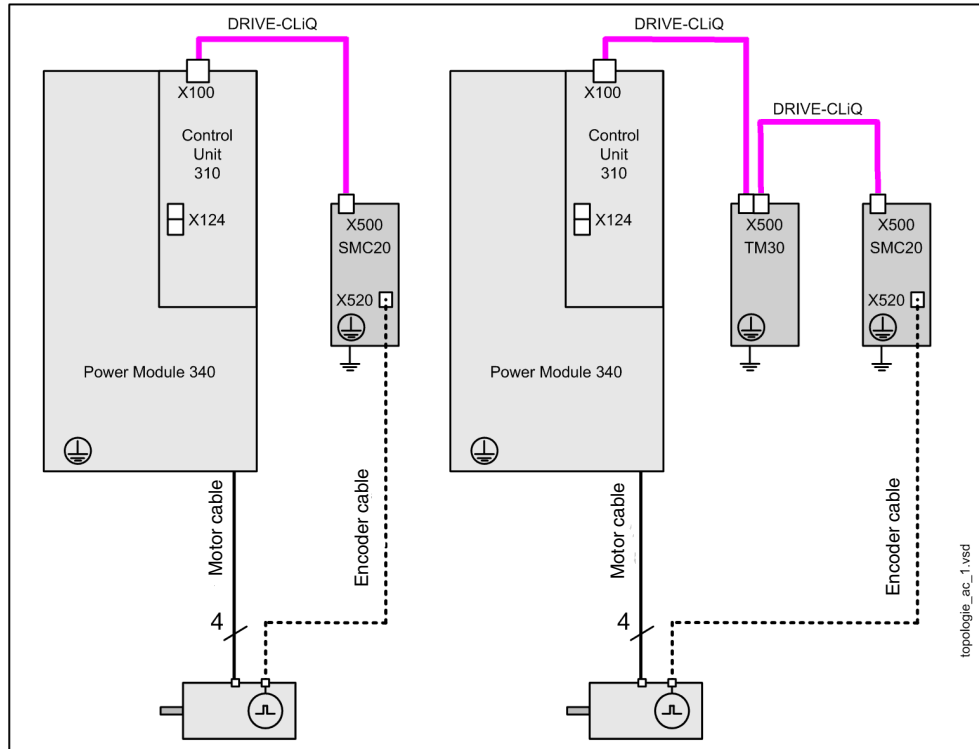 DRIVE-CLiQ
X100
Control
Unit
310
X124
X500
SMC20
X520
Power Module 340
Motor cable
Encoder cable
4
DRIVE-CLiQ
DRIVE-CLiQ
X100
Control
Unit
310
X124
X500
TM30
X500
SMC20
X520
Power Module 340
Motor cable
Encoder cable
4
topologie_ac_1.vsd